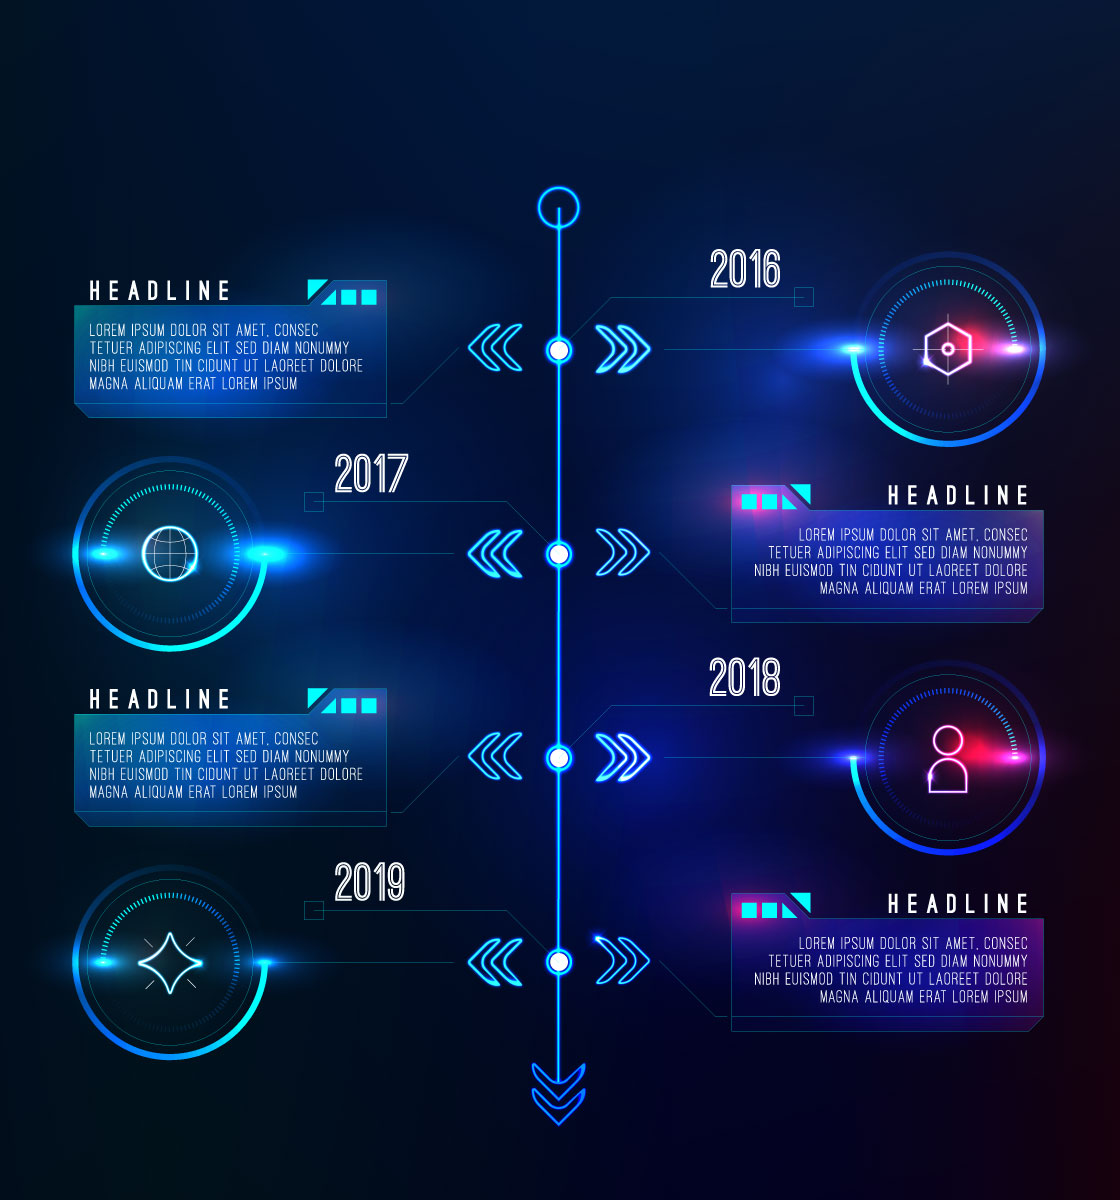 2016
HEADLINE
LOREM IPSUM DOLOR SIT AMET, CONSEC
TETUER ADIPISCING ELIT SED DIAM NONUMMY
NIBH EUISMOD TIN CIDUNT UT LAOREET DOLORE
MAGNA ALIQUAM ERAT LOREM IPSUM
2017
HEADLINE
LOREM IPSUM DOLOR SIT AMET, CONSEC
TETUER ADIPISCING ELIT SED DIAM NONUMMY
NIBH EUISMOD TIN CIDUNT UT LAOREET DOLORE
MAGNA ALIQUAM ERAT LOREM IPSUM
2018
HEADLINE
LOREM IPSUM DOLOR SIT AMET, CONSEC
TETUER ADIPISCING ELIT SED DIAM NONUMMY
NIBH EUISMOD TIN CIDUNT UT LAOREET DOLORE
MAGNA ALIQUAM ERAT LOREM IPSUM
2019
HEADLINE
LOREM IPSUM DOLOR SIT AMET, CONSEC
TETUER ADIPISCING ELIT SED DIAM NONUMMY
NIBH EUISMOD TIN CIDUNT UT LAOREET DOLORE
MAGNA ALIQUAM ERAT LOREM IPSUM